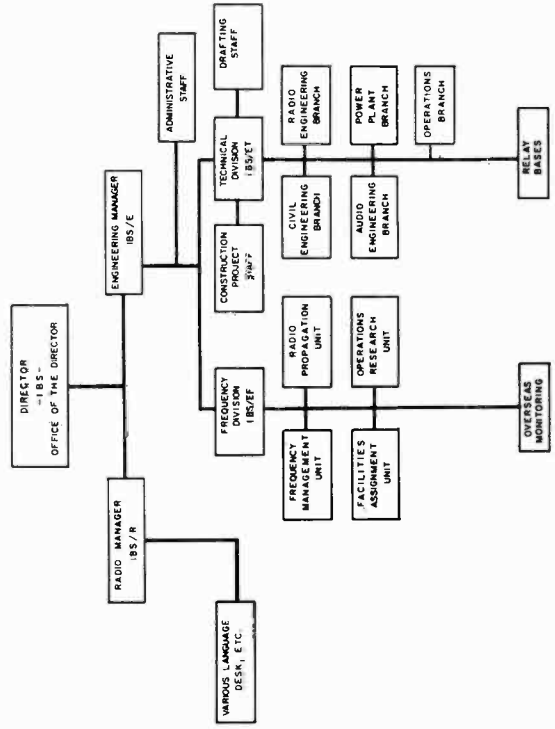 DIRECTOR
-IBS-
OFFICE OF THE DIRECTOR
RADIO MANAGER
IBS/R
ENGINEERING MANAGER
IBS/E
VARIOUS LANGUAGE
DESK, ETC.
ADMINISTRATIVE
STAFF
FREQUENCY
DIVISION
IBS/EF
CONSTRUCTION
PROJECT
STAFF
TECHNICAL
DIVISION
IBS/ET
DRAFTING
STAFF
FREQUENCY
MANAGEMENT
UNIT
RADIO
PROPAGATION
UNIT
FACILITIES
ASSIGNMENT
UNIT
OPERATIONS
RESEARCH
UNIT
OVERSEAS
MONITORING
CIVIL
ENGINEERING
BRANCH
RADIO
ENGINEERING
BRANCH
AUDIO
ENGINEERING
BRANCH
POWER
PLANT
BRANCH
OPERATIONS
BRANCH
RELAY
BASES